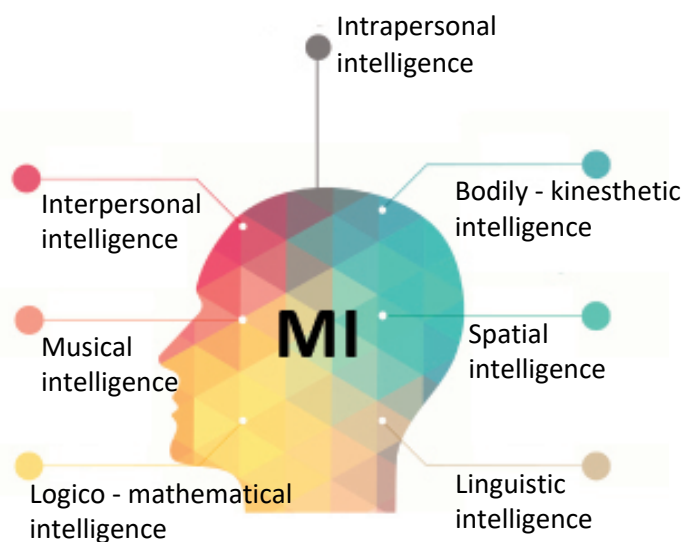 Intrapersonal
intelligence
Interpersonal
intelligence
Bodily - kinesthetic
intelligence
MI
Musical
intelligence
Spatial
intelligence
Logico - mathematical
intelligence
Linguistic
intelligence